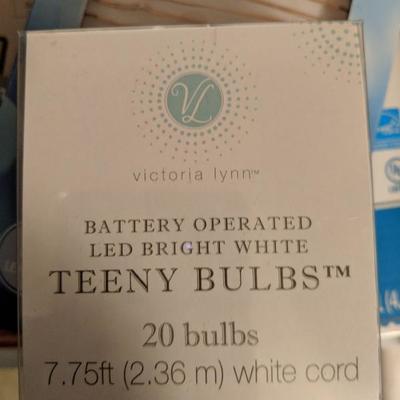 VL
victoria lynn™
BATTERY OPERATED
LED BRIGHT WHITE
TEENY BULBS™
20 bulbs
7.75ft (2.36 m) white cord